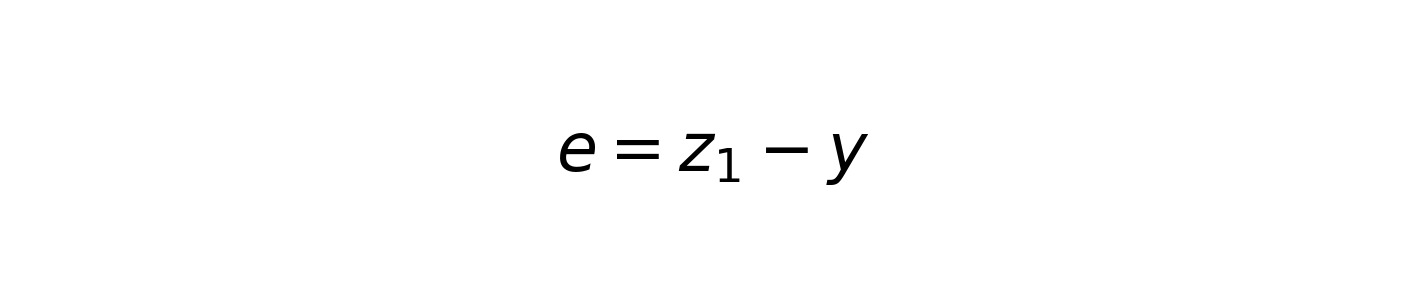 e = z₁ − y